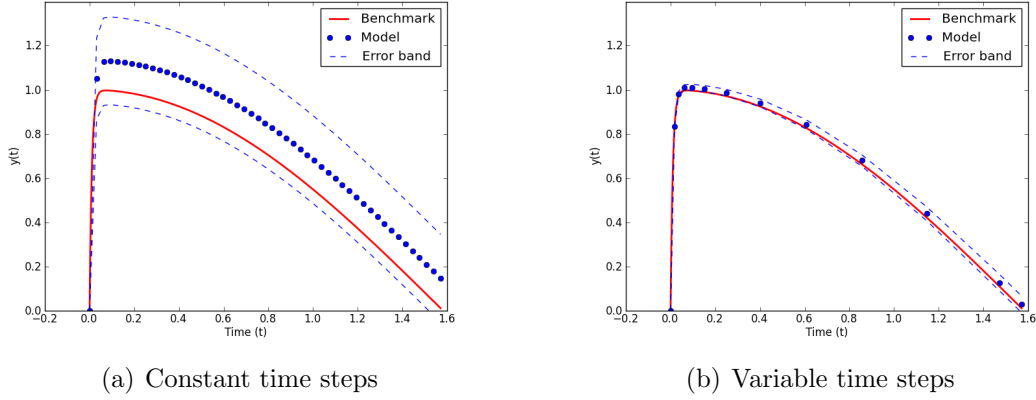 Benchmark
Model
Error band
1.2
1.0
0.8
0.6
0.4
0.2
0.0
y(t)
−0.2 0.0 0.2 0.4 0.6 0.8 1.0 1.2 1.4 1.6
Time (t)
(a) Constant time steps
Benchmark
Model
Error band
1.2
1.0
0.8
0.6
0.4
0.2
0.0
y(t)
−0.2 0.0 0.2 0.4 0.6 0.8 1.0 1.2 1.4 1.6
Time (t)
(b) Variable time steps